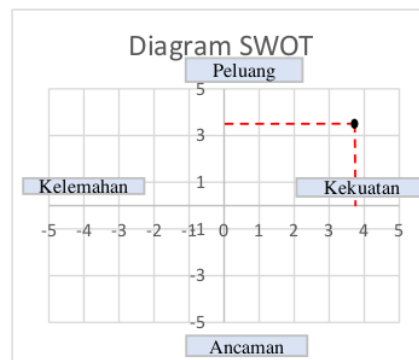 Diagram SWOT
Peluang
5
3
Kelemahan
1
Kekuatan
-5 -4 -3 -2 -1 0 1 2 3 4 5
-1
-3
-5
Ancaman